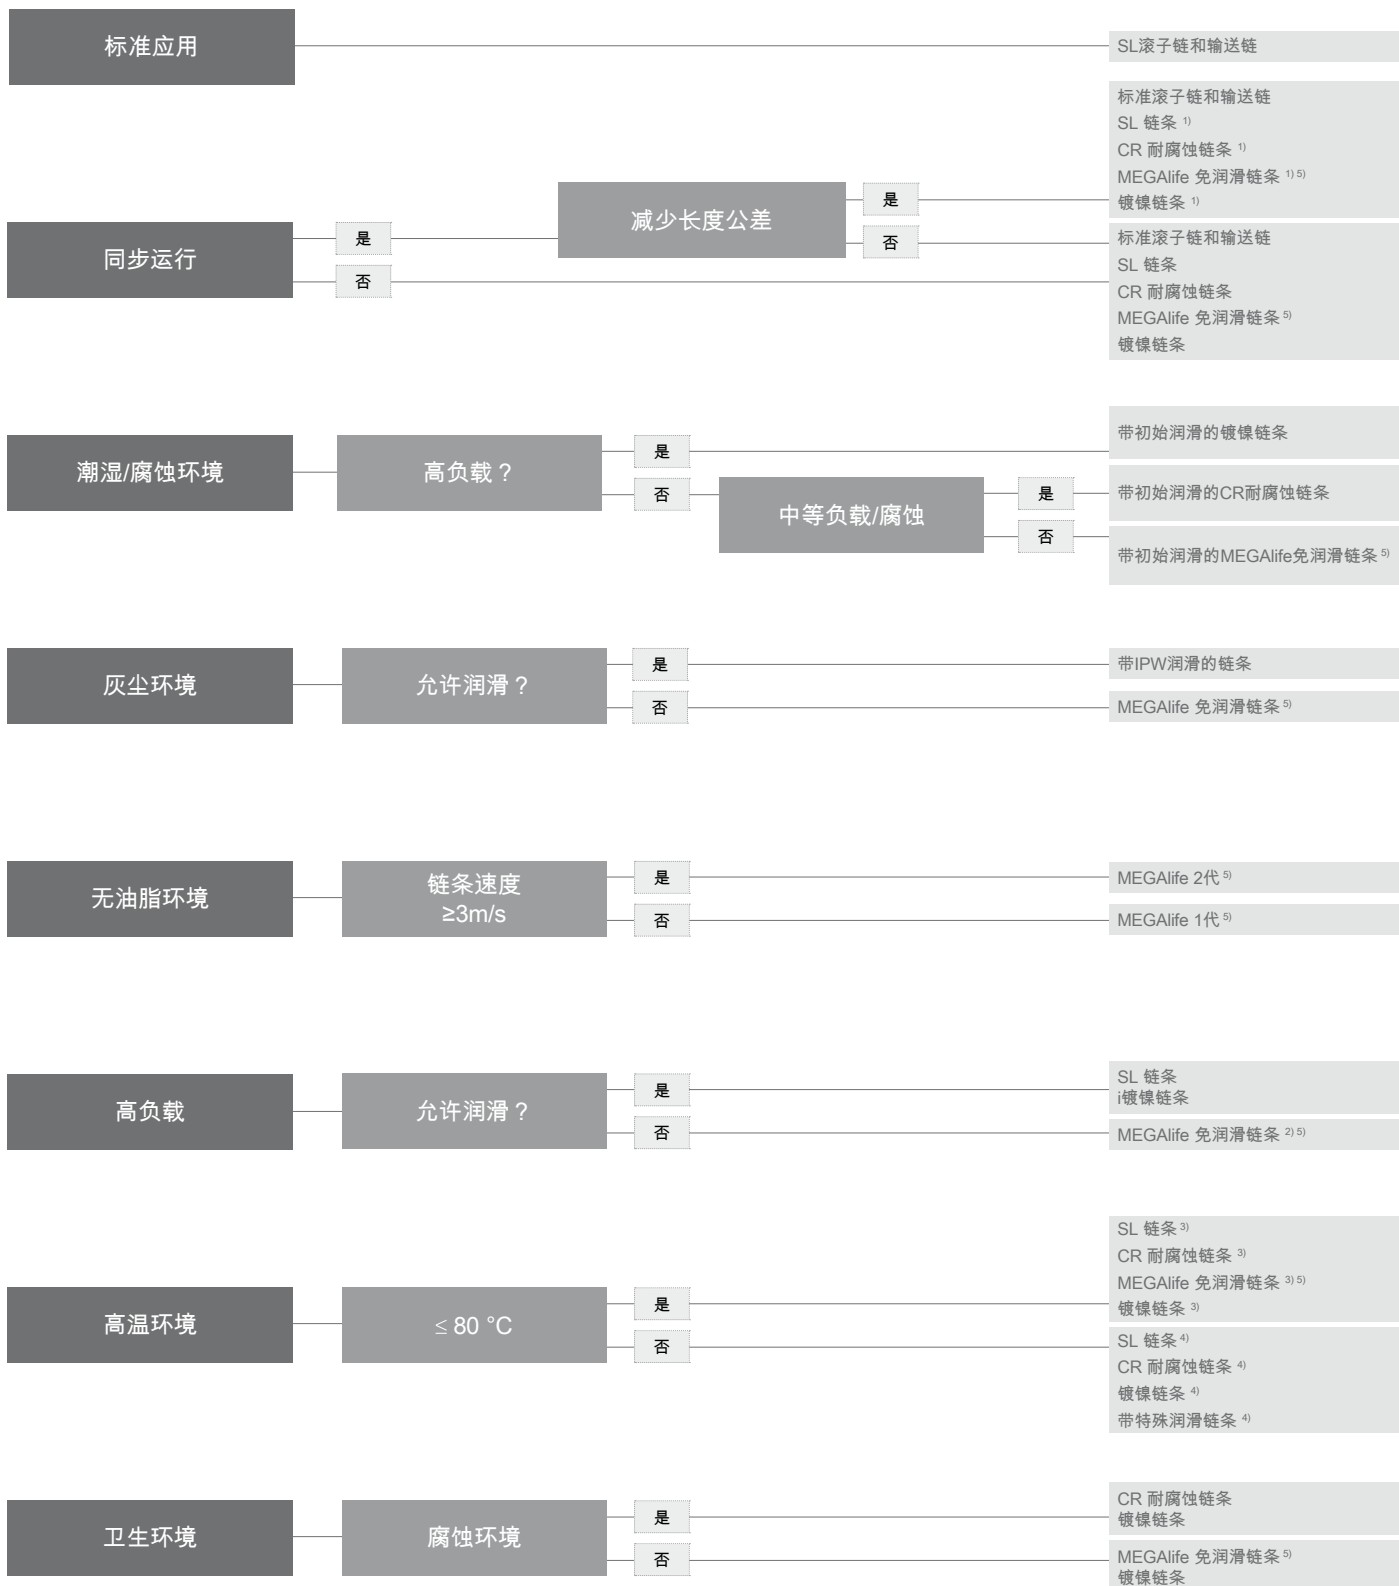 标准应用
SL滚子链和输送链
标准滚子链和输送链
SL 链条 1)
CR 耐腐蚀链条 1)
MEGAlife 免润滑链条 1) 5)
镀镍链条 1)
同步运行
是
否
减少长度公差
是
否
标准滚子链和输送链
SL 链条
CR 耐腐蚀链条
MEGAlife 免润滑链条 5)
镀镍链条
潮湿/腐蚀环境
高负载？
是
否
中等负载/腐蚀
是
否
带初始润滑的镀镍链条
带初始润滑的CR耐腐蚀链条
带初始润滑的MEGAlife免润滑链条 5)
灰尘环境
允许润滑？
是
否
带IPW润滑的链条
MEGAlife 免润滑链条 5)
无油脂环境
链条速度
≥3m/s
是
否
MEGAlife 2代 5)
MEGAlife 1代 5)
高负载
允许润滑？
是
否
SL 链条
i镀镍链条
MEGAlife 免润滑链条 2) 5)
高温环境
≤ 80 °C
是
否
SL 链条 3)
CR 耐腐蚀链条 3)
MEGAlife 免润滑链条 3) 5)
镀镍链条 3)
SL 链条 4)
CR 耐腐蚀链条 4)
镀镍链条 4)
带特殊润滑链条 4)
卫生环境
腐蚀环境
是
否
CR 耐腐蚀链条
镀镍链条
MEGAlife 免润滑链条 5)
镀镍链条